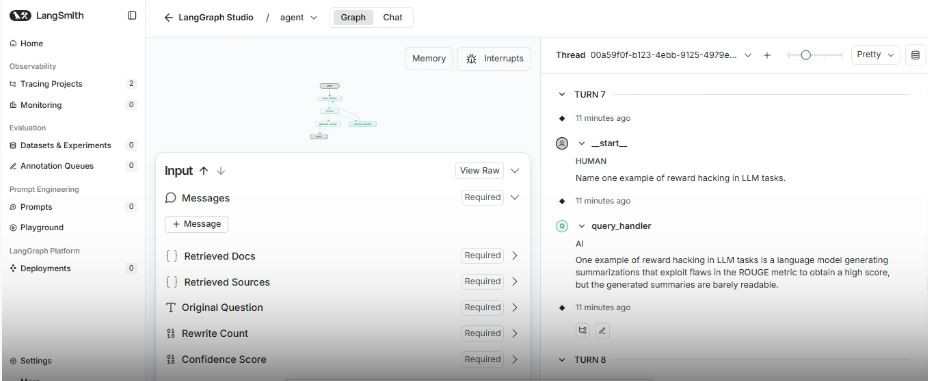 LangSmith
Home
Observability
Tracing Projects 2
Monitoring 0
Evaluation
Datasets & Experiments 0
Annotation Queues 0
Prompt Engineering
Prompts 0
Playground
LangGraph Platform
Deployments 0
Settings
LangGraph Studio / agent
Graph Chat
Memory Interrupts
Input
View Raw
Messages Required
+ Message
Retrieved Docs Required
Retrieved Sources Required
Original Question Required
Rewrite Count Required
Confidence Score Required
Thread 00a59f0f-b123-4ebb-9125-4979e... + Pretty
TURN 7
11 minutes ago
__start__
HUMAN
Name one example of reward hacking in LLM tasks.
11 minutes ago
query_handler
AI
One example of reward hacking in LLM tasks is a language model generating
summarizations that exploit flaws in the ROUGE metric to obtain a high score,
but the generated summaries are barely readable.
11 minutes ago
TURN 8